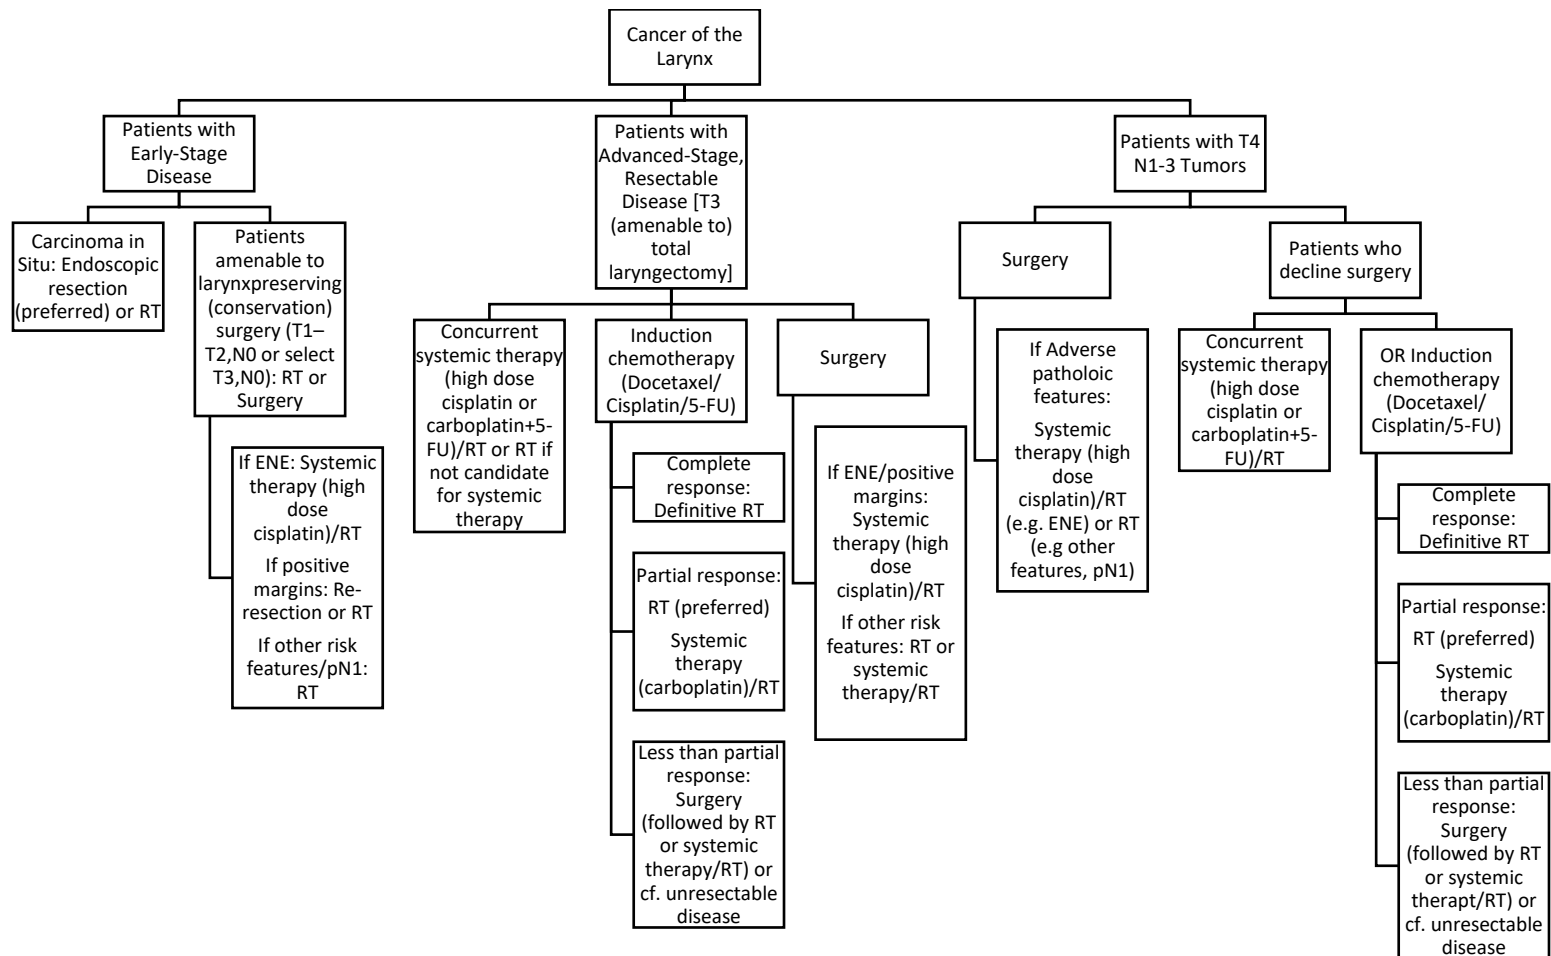 Cancer of the
Larynx
Patients with
Early-Stage
Disease
Carcinoma in
Situ: Endoscopic
resection
(preferred) or RT
Patients
amenable to
larynxpreserving
(conservation)
surgery (T1–
T2,N0 or select
T3,N0): RT or
Surgery
If ENE: Systemic
therapy (high
dose
cisplatin)/RT
If positive
margins: Re-
resection or RT
If other risk
features/pN1:
RT
Patients with
Advanced-Stage,
Resectable
Disease [T3
(amenable to)
total
laryngectomy]
Concurrent
systemic therapy
(high dose
cisplatin or
carboplatin+5-
FU)/RT or RT if
not candidate
for systemic
therapy
Induction
chemotherapy
(Docetaxel/
Cisplatin/5-FU)
Complete
response:
Definitive RT
Partial response:
RT (preferred)
Systemic
therapy
(carboplatin)/RT
Less than partial
response:
Surgery
(followed by RT
or systemic
therapy/RT) or
cf. unresectable
disease
Surgery
If ENE/positive
margins:
Systemic
therapy (high
dose
cisplatin)/RT
If other risk
features: RT or
systemic
therapy/RT
Patients with T4
N1-3 Tumors
Surgery
If Adverse
patholoic
features:
Systemic
therapy (high
dose
cisplatin)/RT
(e.g. ENE) or RT
(e.g other
features, pN1)
Patients who
decline surgery
Concurrent
systemic therapy
(high dose
cisplatin or
carboplatin+5-
FU)/RT
OR Induction
chemotherapy
(Docetaxel/
Cisplatin/5-FU)
Complete
response:
Definitive RT
Partial response:
RT (preferred)
Systemic
therapy
(carboplatin)/RT
Less than partial
response:
Surgery
(followed by RT
or systemic
therapt/RT) or
cf. unresectable
disease